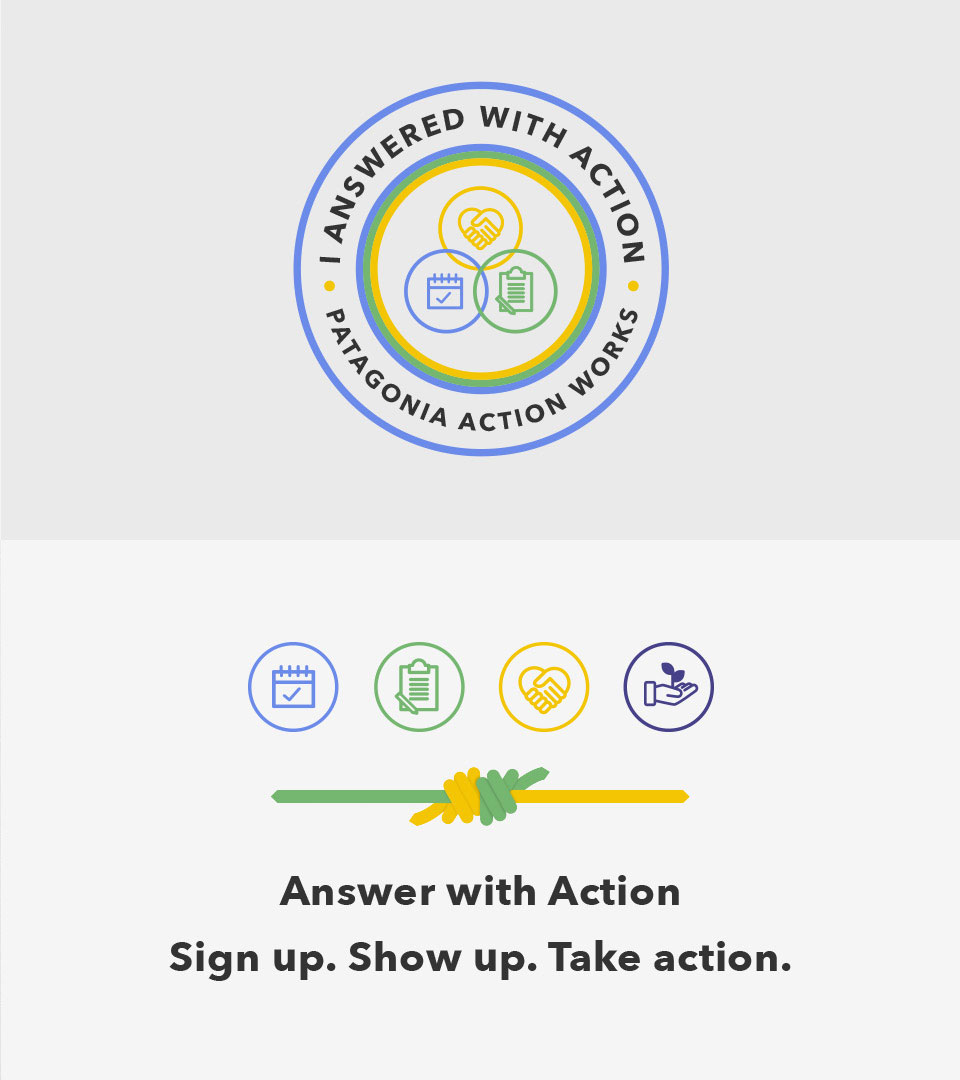 I ANSWERED WITH ACTION
PATAGONIA ACTION WORKS
Answer with Action
Sign up. Show up. Take action.